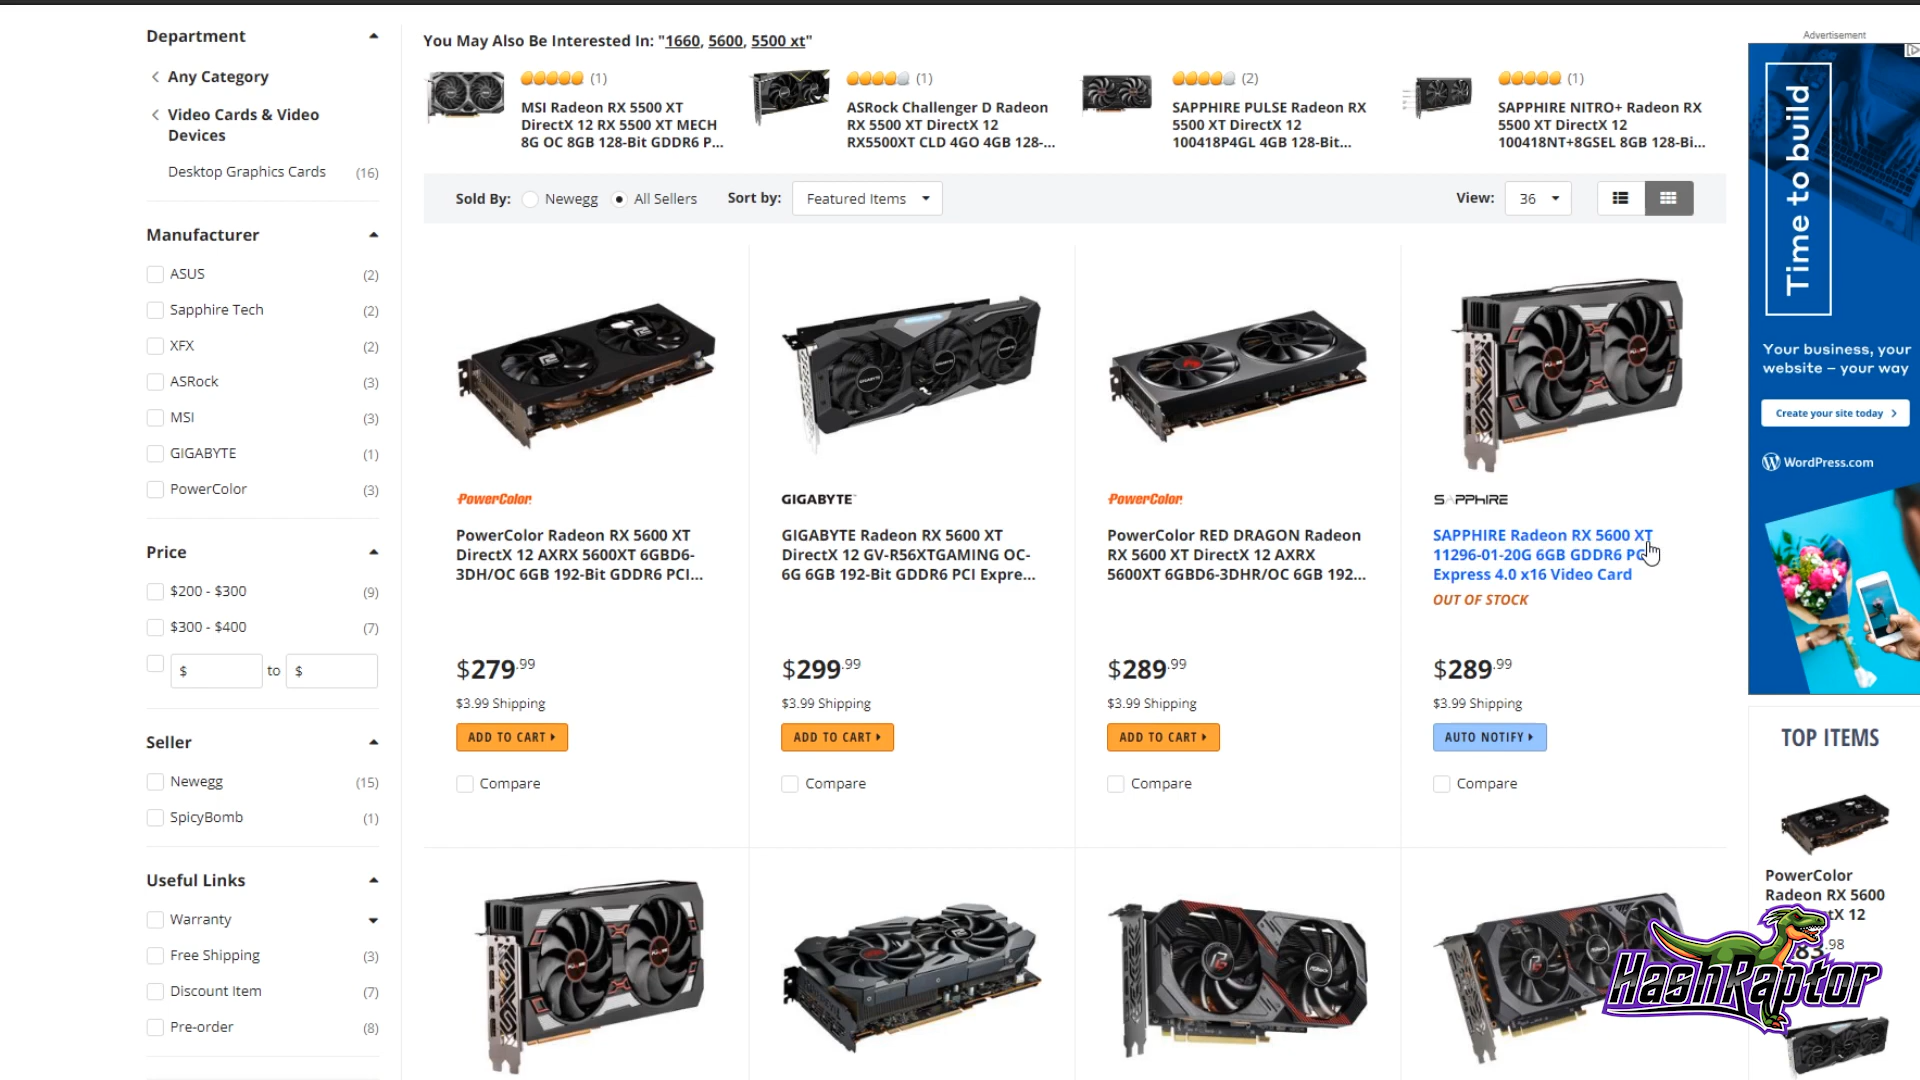 Department
Any Category
Video Cards & Video
Devices
Desktop Graphics Cards (16)
Manufacturer
ASUS (2)
Sapphire Tech (2)
XFX (2)
ASRock (3)
MSI (3)
GIGABYTE (1)
PowerColor (3)
Price
$200 - $300 (9)
$300 - $400 (7)
$ to $
Seller
Newegg (15)
SpicyBomb (1)
Useful Links
Warranty
Free Shipping (3)
Discount Item (7)
Pre-order (8)
You May Also Be Interested In: "1660, 5600, 5500 xt"
(1)
MSI Radeon RX 5500 XT
DirectX 12 RX 5500 XT MECH
8G OC 8GB 128-Bit GDDR6 P...
(1)
ASRock Challenger D Radeon
RX 5500 XT DirectX 12
RX5500XT CLD 4GO 4GB 128-...
(2)
SAPPHIRE PULSE Radeon RX
5500 XT DirectX 12
100418P4GL 4GB 128-Bit...
(1)
SAPPHIRE NITRO+ Radeon RX
5500 XT DirectX 12
100418NT+8GSEL 8GB 128-Bi...
Sold By: Newegg All Sellers Sort by: Featured Items View: 36
PowerColor
PowerColor Radeon RX 5600 XT
DirectX 12 AXRX 5600XT 6GBD6-
3DH/OC 6GB 192-Bit GDDR6 PCI...
$279.99
$3.99 Shipping
ADD TO CART
Compare
GIGABYTE
GIGABYTE Radeon RX 5600 XT
DirectX 12 GV-R56XTGAMING OC-
6G 6GB 192-Bit GDDR6 PCI Expre...
$299.99
$3.99 Shipping
ADD TO CART
Compare
PowerColor
PowerColor RED DRAGON Radeon
RX 5600 XT DirectX 12 AXRX
5600XT 6GBD6-3DHR/OC 6GB 192...
$289.99
$3.99 Shipping
ADD TO CART
Compare
SAPPHIRE
SAPPHIRE Radeon RX 5600 XT
11296-01-20G 6GB GDDR6
Express 4.0 x16 Video Card
OUT OF STOCK
$289.99
$3.99 Shipping
AUTO NOTIFY
Compare
Advertisement
Time to build
Your business, your
website – your way
Create your site today
WordPress.com
TOP ITEMS
PowerColor
Radeon RX 5600
12
.98
HashRaptor